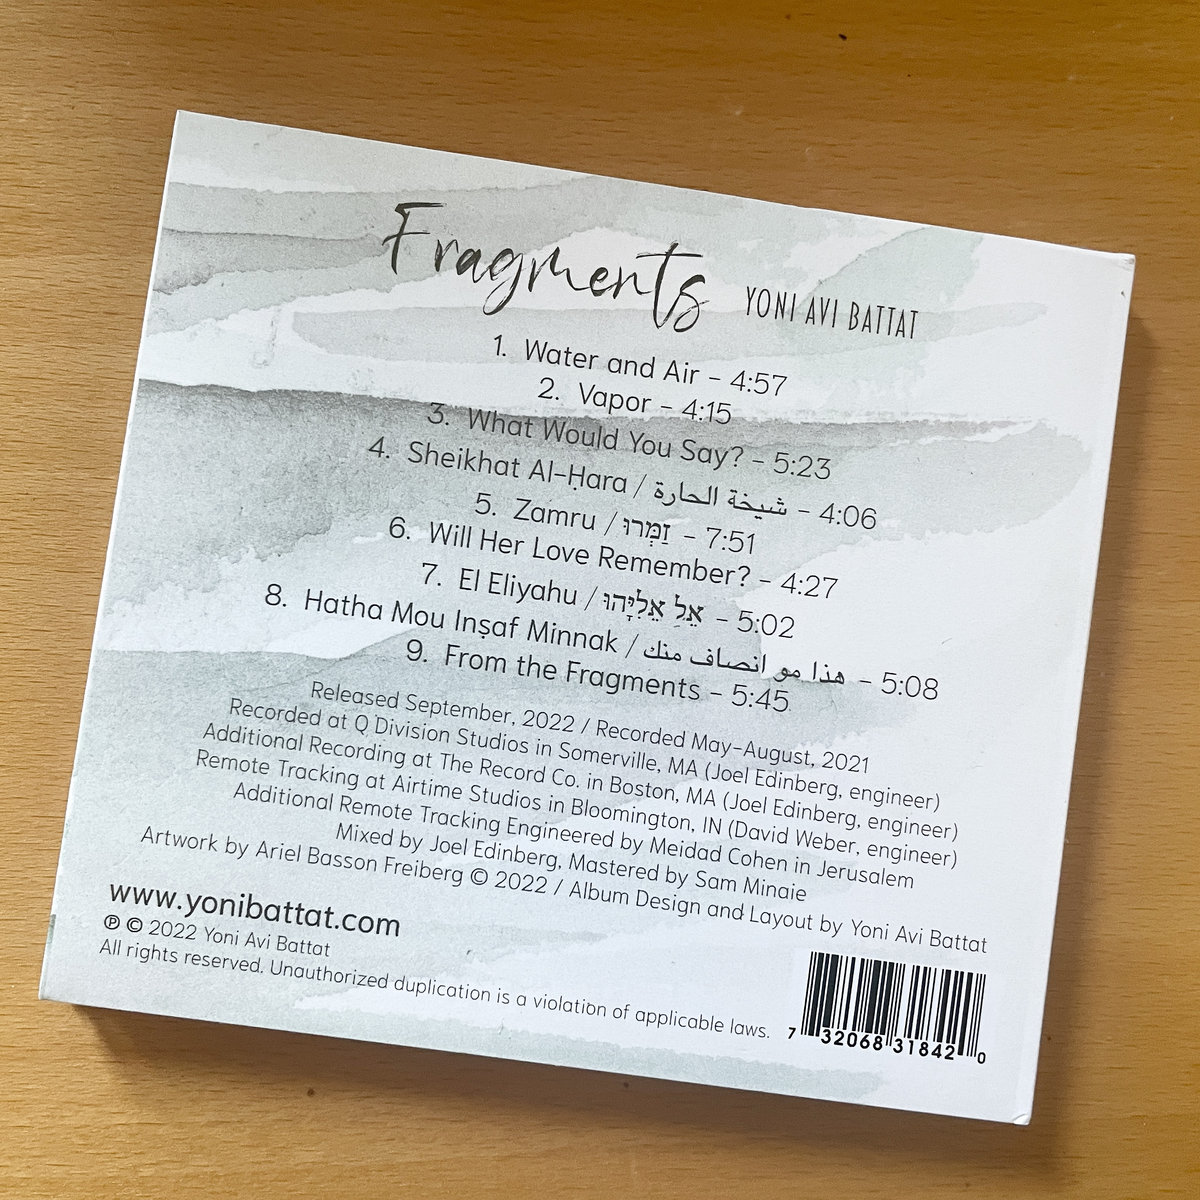 Fragments YONI AVI BATTAT
1. Water and Air – 4:57
2. Vapor – 4:15
3. What Would You Say? – 5:23
4. Sheikhat Al-Ḥara / شيخة الحارة – 4:06
5. Zamru / זַמְּרוּ – 7:51
6. Will Her Love Remember? – 4:27
7. El Eliyahu / אֵל אֵלִיָּהוּ – 5:02
8. Hatha Mou Inṣaf Minnak / هذا مو انصاف منك – 5:08
9. From the Fragments – 5:45
Released September, 2022 / Recorded May-August, 2021
Recorded at Q Division Studios in Somerville, MA (Joel Edinberg, engineer)
Additional Recording at The Record Co. in Boston, MA (Joel Edinberg, engineer)
Remote Tracking at Airtime Studios in Bloomington, IN (David Weber, engineer)
Additional Remote Tracking Engineered by Meidad Cohen in Jerusalem
Mixed by Joel Edinberg, Mastered by Sam Minaie
Artwork by Ariel Basson Freiberg © 2022 / Album Design and Layout by Yoni Avi Battat
www.yonibattat.com
℗ © 2022 Yoni Avi Battat
All rights reserved. Unauthorized duplication is a violation of applicable laws.
7 32068 31842 0